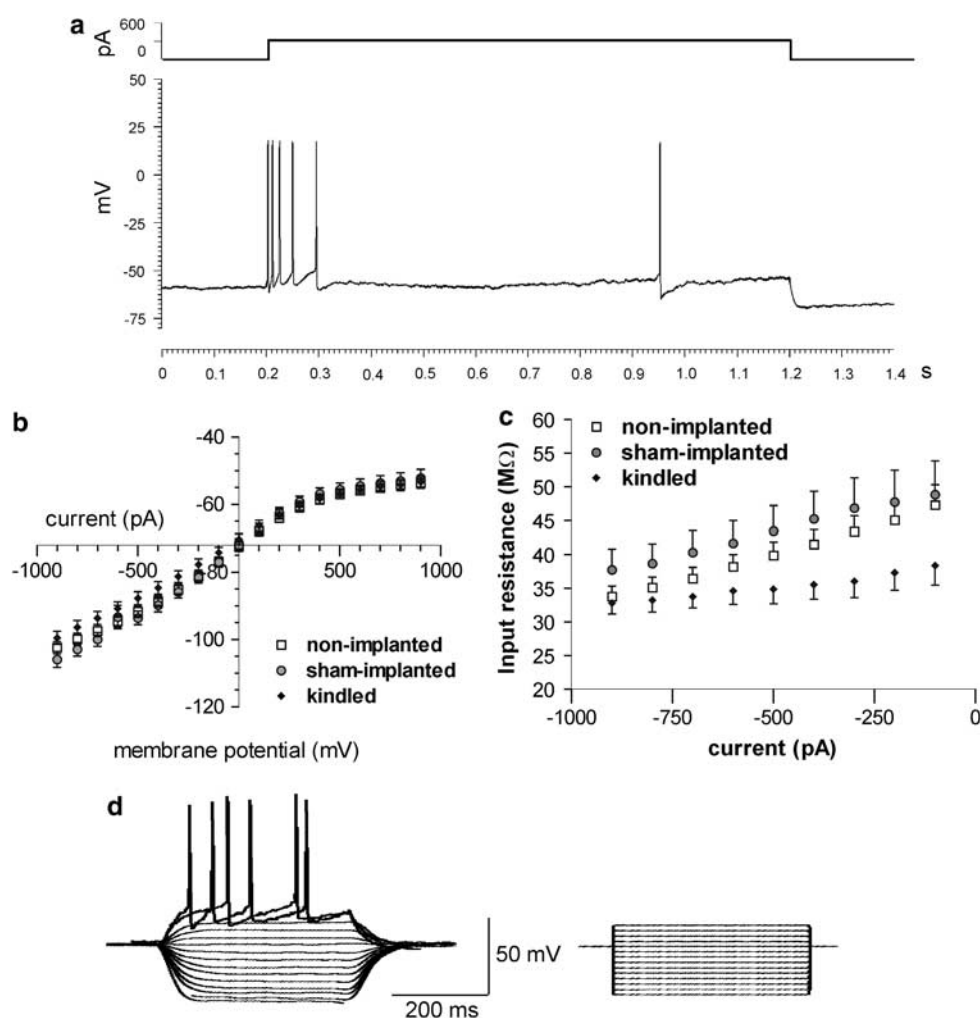 a
600
pA
0
50
25
mV
0
-25
-50
-75
0 0.1 0.2 0.3 0.4 0.5 0.6 0.7 0.8 0.9 1.0 1.1 1.2 1.3 1.4 s
b
-40
current (pA)
-60
-1000 -500 500 1000
-80
-100
-120
non-implanted
sham-implanted
kindled
membrane potential (mV)
c
Input resistance (MΩ)
60
55
50
45
40
35
30
25
20
non-implanted
sham-implanted
kindled
-1000 -750 -500 -250 0
current (pA)
d
50 mV
200 ms